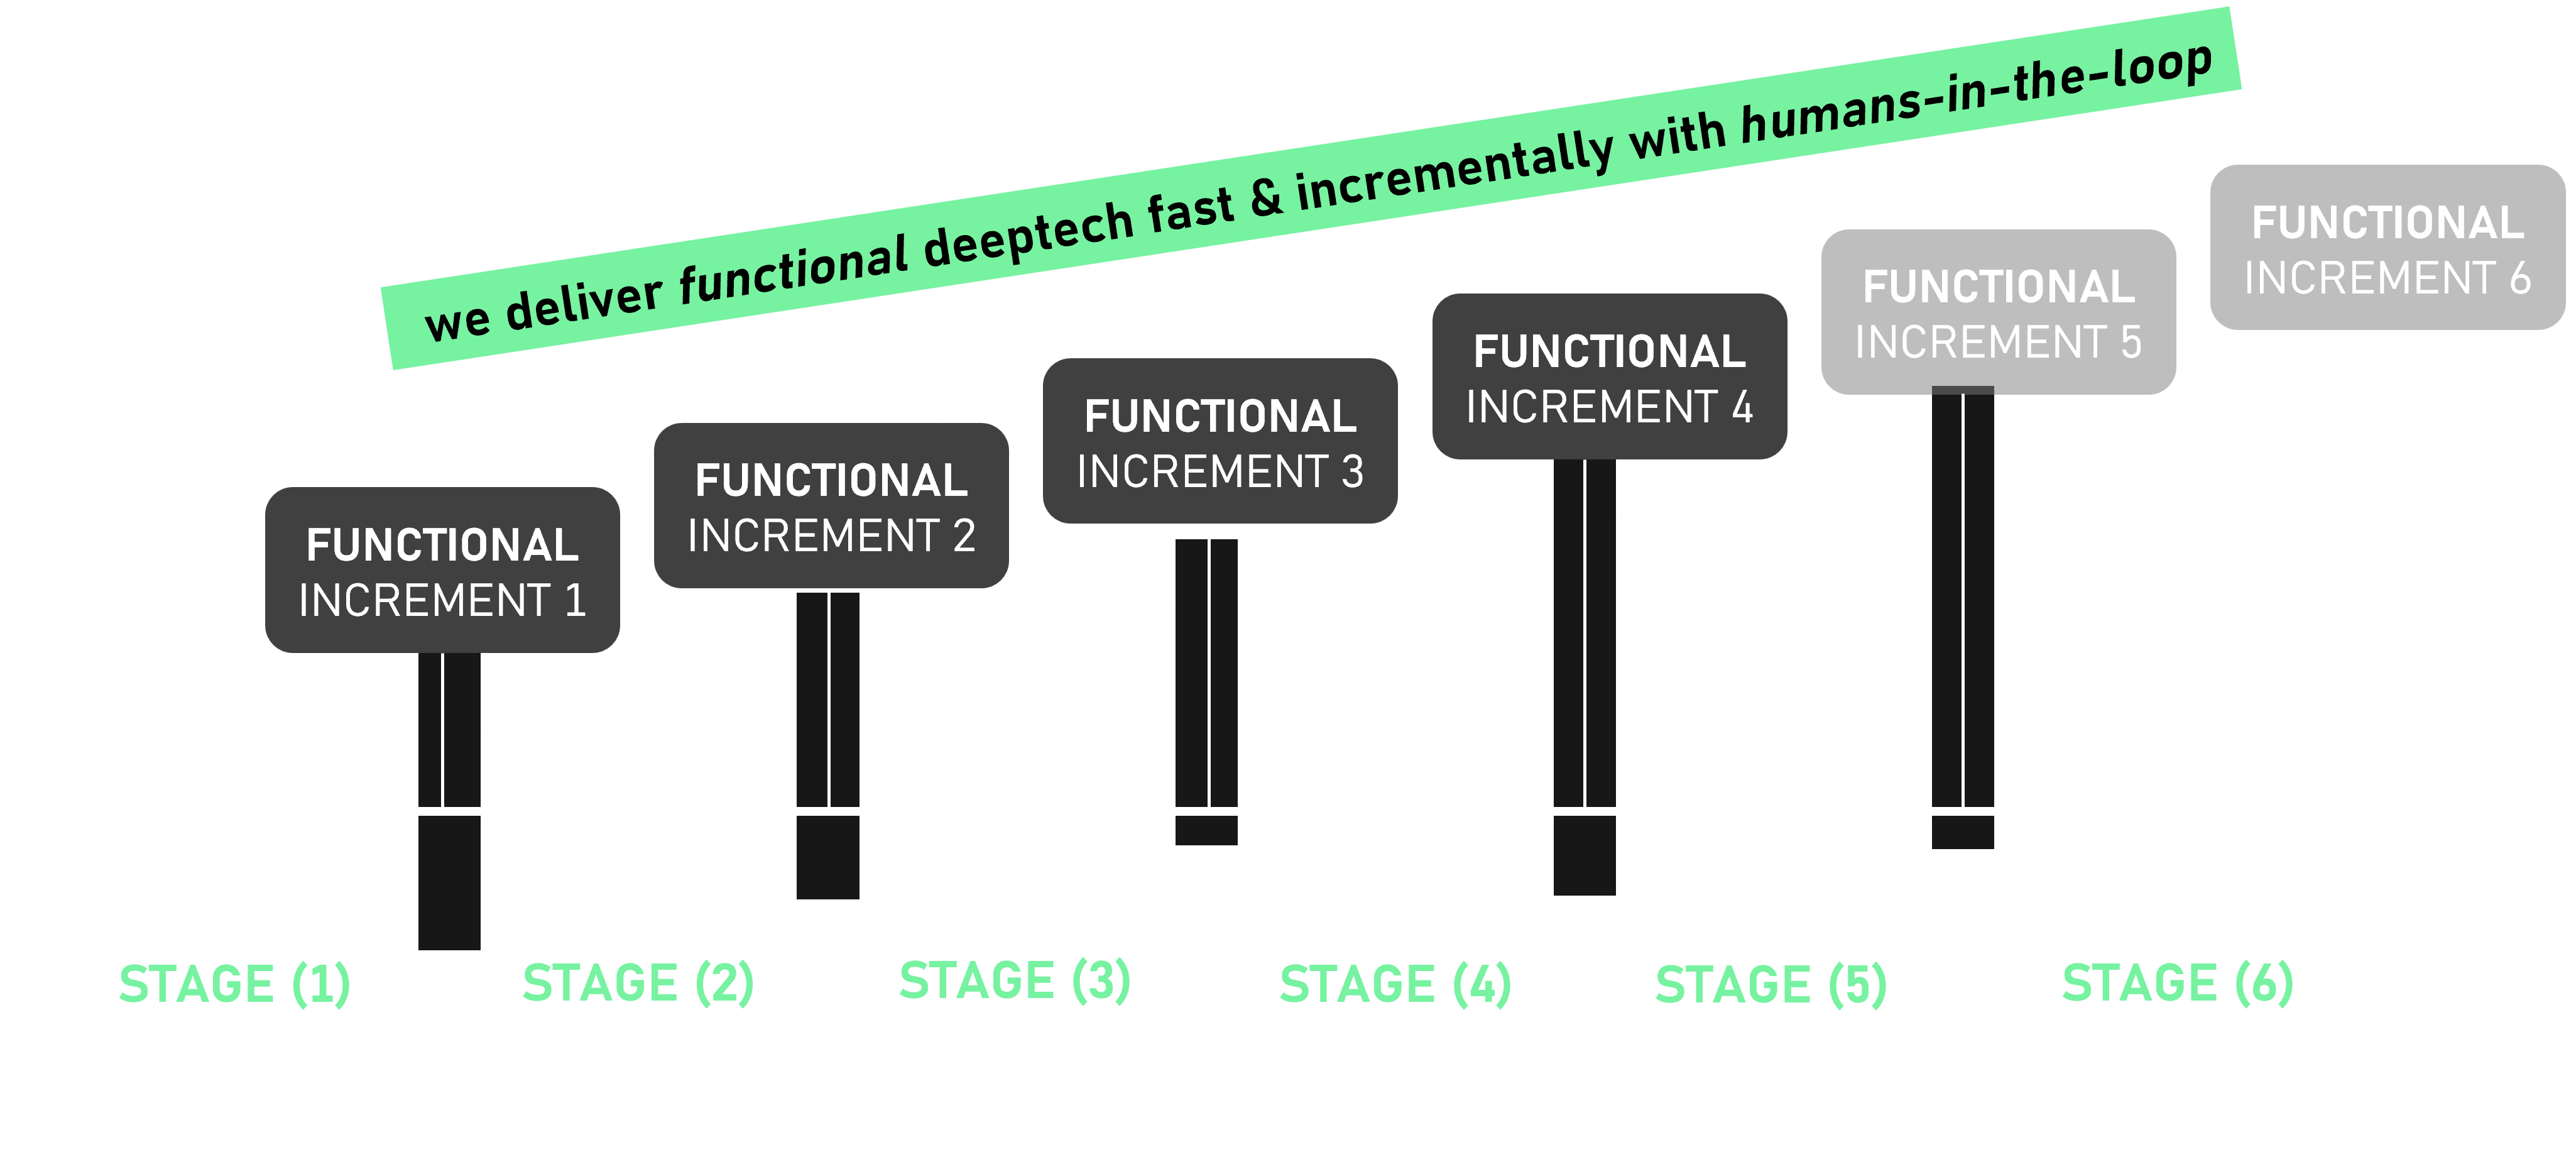 we deliver functional deeptech fast & incrementally with humans-in-the-loop
FUNCTIONAL
INCREMENT 1
FUNCTIONAL
INCREMENT 2
FUNCTIONAL
INCREMENT 3
FUNCTIONAL
INCREMENT 4
FUNCTIONAL
INCREMENT 5
FUNCTIONAL
INCREMENT 6
STAGE (1)
STAGE (2)
STAGE (3)
STAGE (4)
STAGE (5)
STAGE (6)